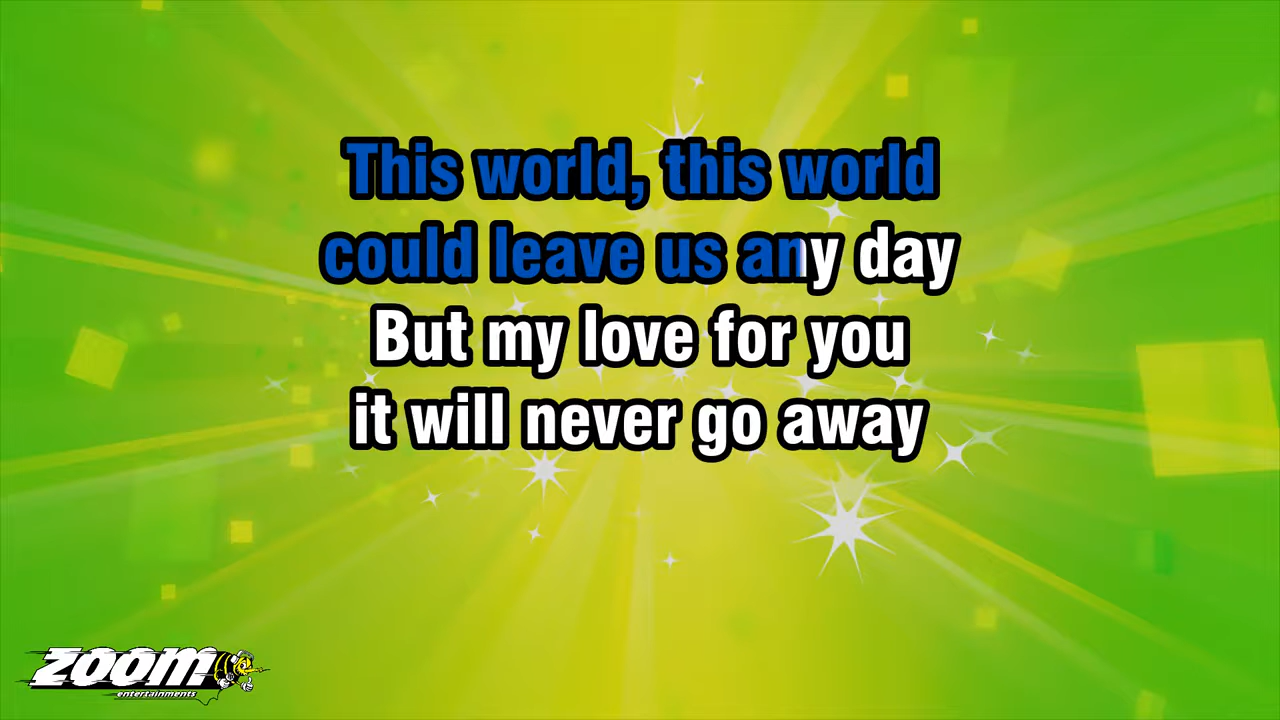 This world, this world
could leave us any day
But my love for you
it will never go away
ZOOM
entertainments